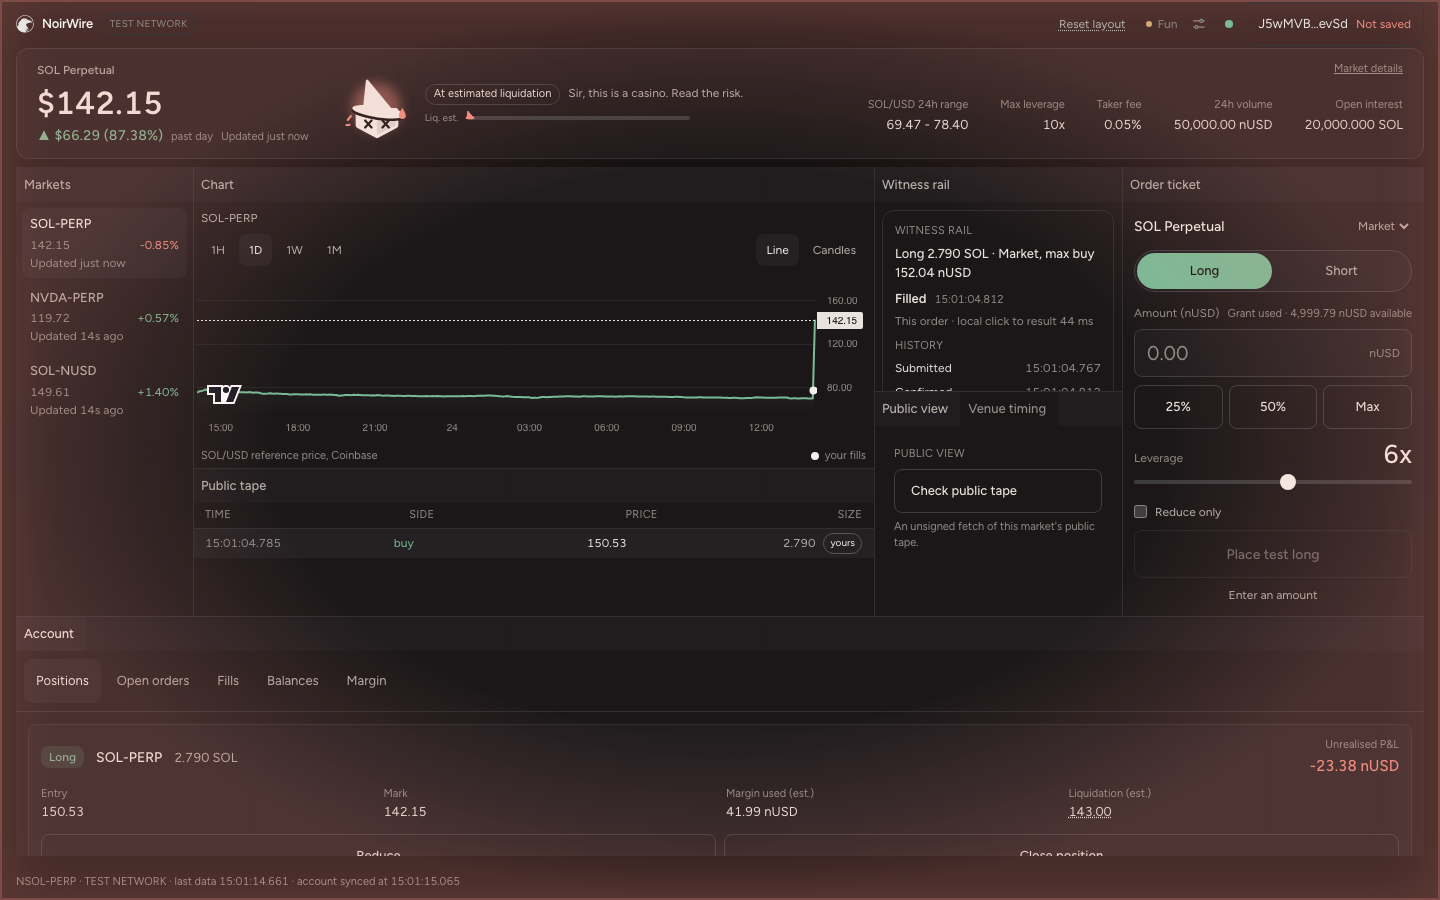 NoirWire
TEST NETWORK
Reset layout
Fun
J5wMVB...evSd
Not saved
SOL Perpetual
$142.15
▲ $66.29 (87.38%) past day Updated just now
At estimated liquidation
Sir, this is a casino. Read the risk.
Liq. est.
Market details
SOL/USD 24h range
69.47 - 78.40
Max leverage
10x
Taker fee
0.05%
24h volume
50,000.00 nUSD
Open interest
20,000.000 SOL
Markets
SOL-PERP
142.15 -0.85%
Updated just now
NVDA-PERP
119.72 +0.57%
Updated 14s ago
SOL-NUSD
149.61 +1.40%
Updated 14s ago
Chart
SOL-PERP
1H 1D 1W 1M
Line Candles
160.00
142.15
120.00
80.00
15:00 18:00 21:00 24 03:00 06:00 09:00 12:00
SOL/USD reference price, Coinbase
your fills
Public tape
TIME SIDE PRICE SIZE
15:01:04.785 buy 150.53 2.790 yours
Witness rail
WITNESS RAIL
Long 2.790 SOL · Market, max buy
152.04 nUSD
Filled 15:01:04.812
This order · local click to result 44 ms
HISTORY
Submitted 15:01:04.767
Confirmed 15:01:04.812
Public view Venue timing
PUBLIC VIEW
Check public tape
An unsigned fetch of this market's public
tape.
Order ticket
SOL Perpetual
Market
Long Short
Amount (nUSD) Grant used · 4,999.79 nUSD available
0.00 nUSD
25% 50% Max
Leverage 6x
Reduce only
Place test long
Enter an amount
Account
Positions Open orders Fills Balances Margin
Long SOL-PERP 2.790 SOL
Unrealised P&L
-23.38 nUSD
Entry
150.53
Mark
142.15
Margin used (est.)
41.99 nUSD
Liquidation (est.)
143.00
Reduce
Close position
NSOL-PERP · TEST NETWORK · last data 15:01:14.661 · account synced at 15:01:15.065